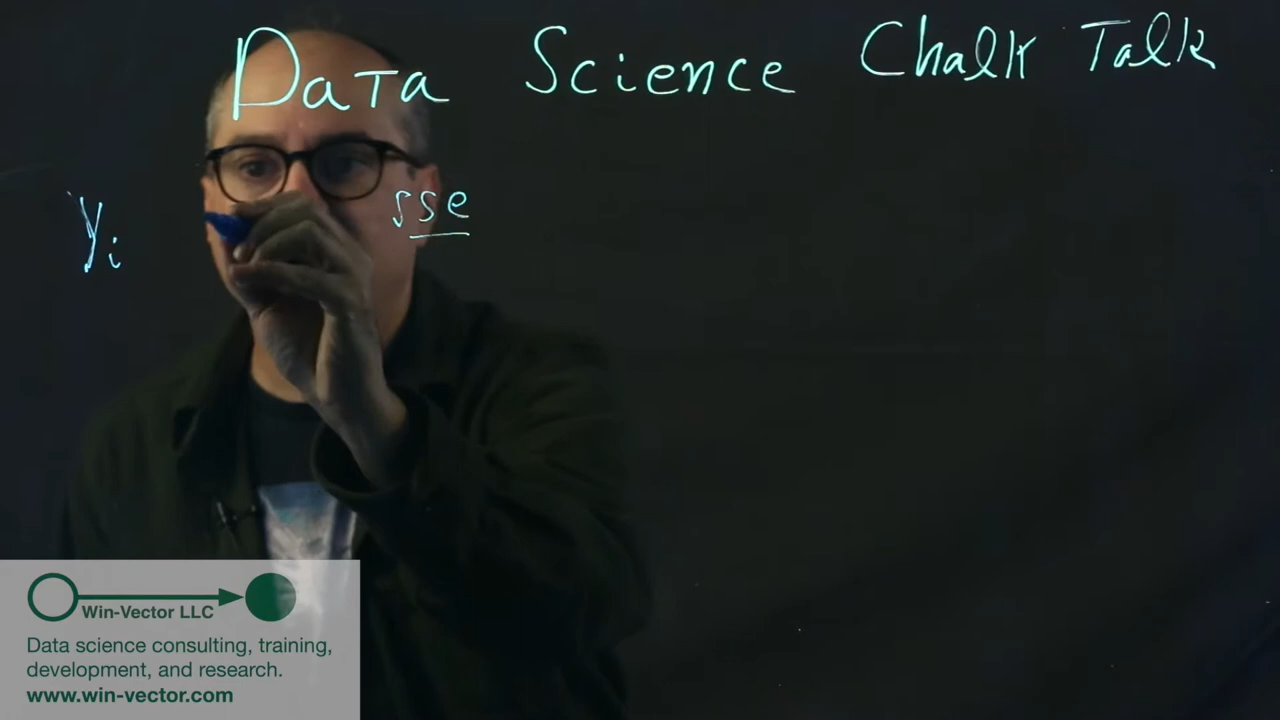 Data Science Chalk Talk
yi sse
Win-Vector LLC
Data science consulting, training,
development, and research.
www.win-vector.com